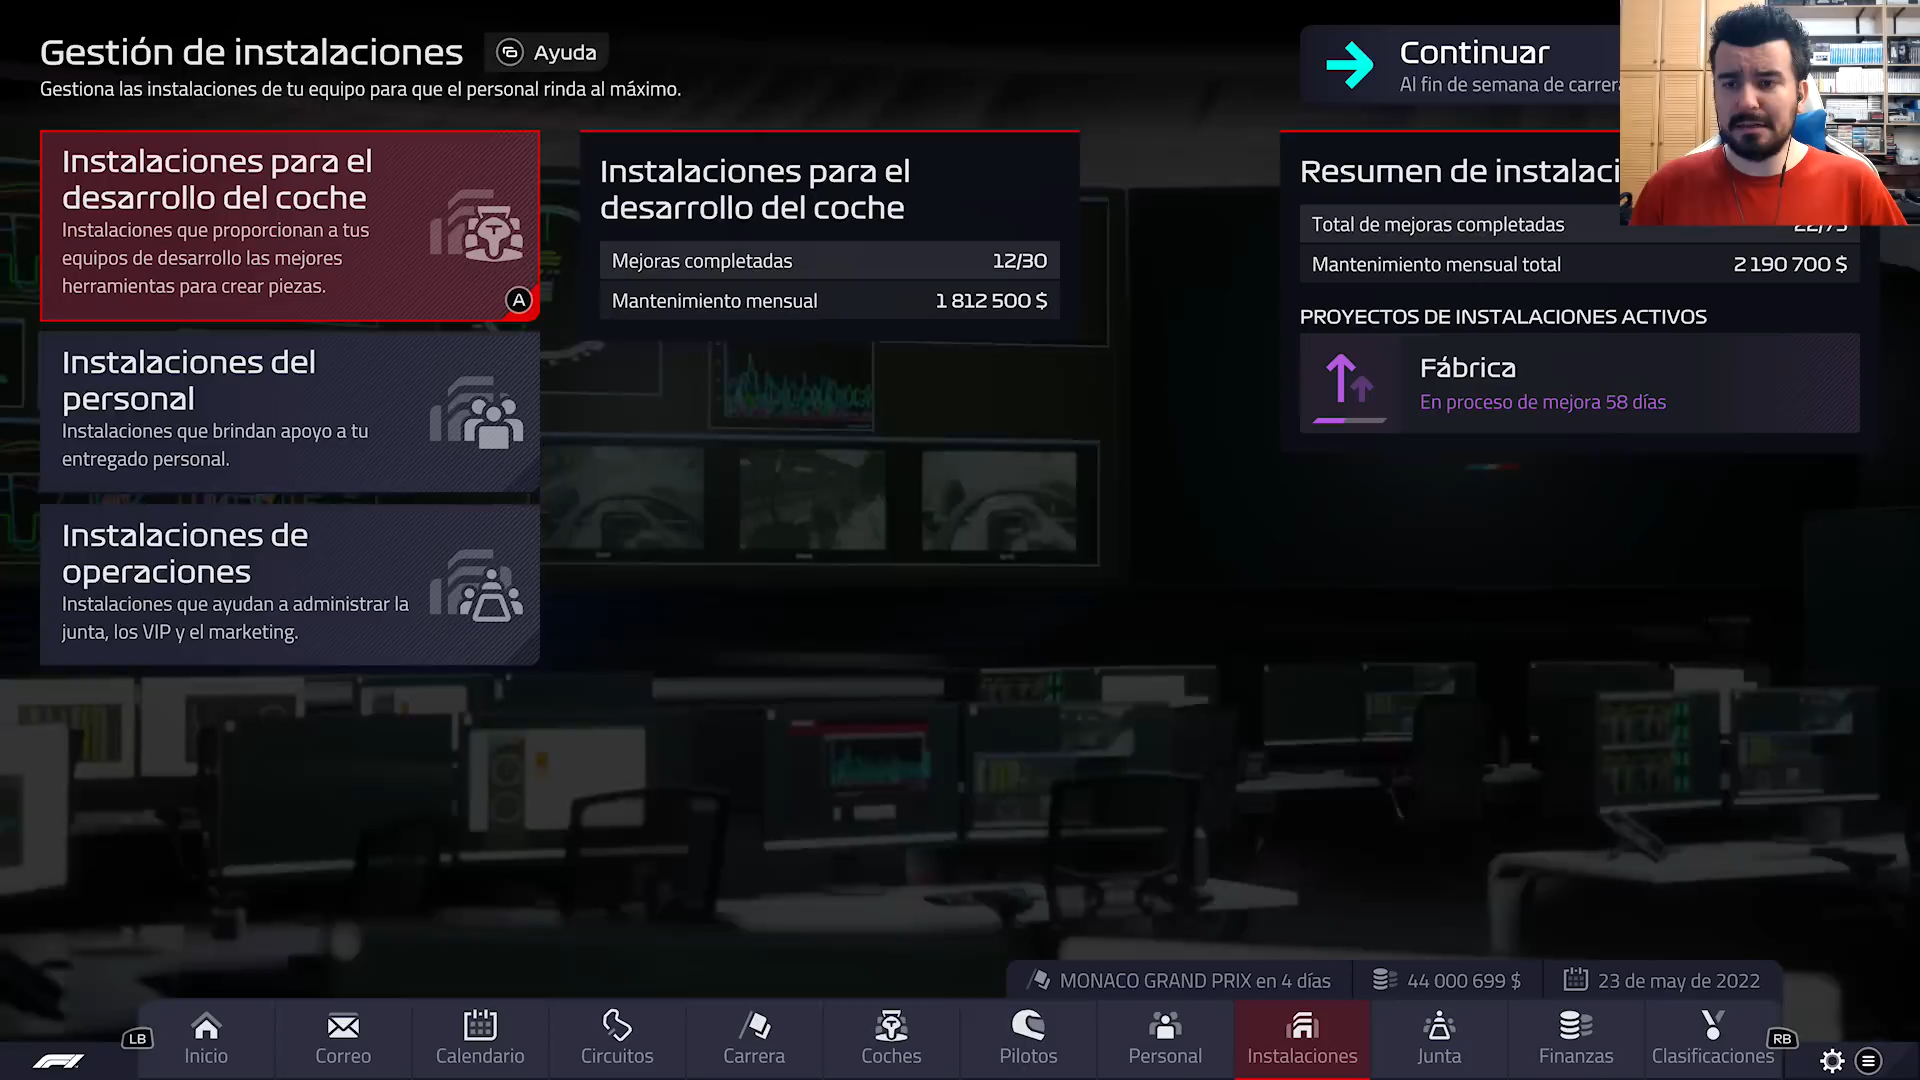 Gestión de instalaciones
Ayuda
Gestiona las instalaciones de tu equipo para que el personal rinda al máximo.
Continuar
Al fin de semana de
Instalaciones para el
desarrollo del coche
Instalaciones que proporcionan a tus
equipos de desarrollo las mejores
herramientas para crear piezas.
A
Instalaciones del
personal
Instalaciones que brindan apoyo a tu
entregado personal.
Instalaciones de
operaciones
Instalaciones que ayudan a administrar la
junta, los VIP y el marketing.
Instalaciones para el
desarrollo del coche
Mejoras completadas 12/30
Mantenimiento mensual 1 812 500 $
Resumen de
Total de mejoras completadas
Mantenimiento mensual total 2 190 700 $
PROYECTOS DE INSTALACIONES ACTIVOS
Fábrica
En proceso de mejora 58 días
MONACO GRAND PRIX en 4 días
44 000 699 $
23 de may de 2022
LB
Inicio
Correo
Calendario
Circuitos
Carrera
Coches
Pilotos
Personal
Instalaciones
Junta
Finanzas
Clasificaciones
RB